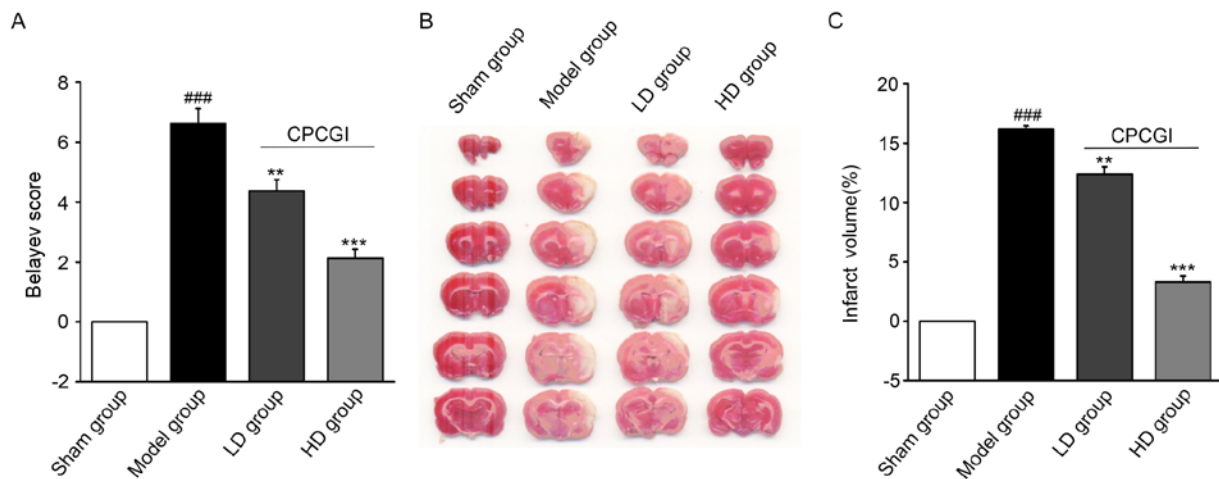 A
Belayev score
8
6
4
2
0
-2
###
CPCGI
**
***
Sham group
Model group
LD group
HD group
B
Sham group
Model group
LD group
HD group
C
Infarct volume(%)
20
15
10
5
0
-5
###
CPCGI
**
***
Sham group
Model group
LD group
HD group